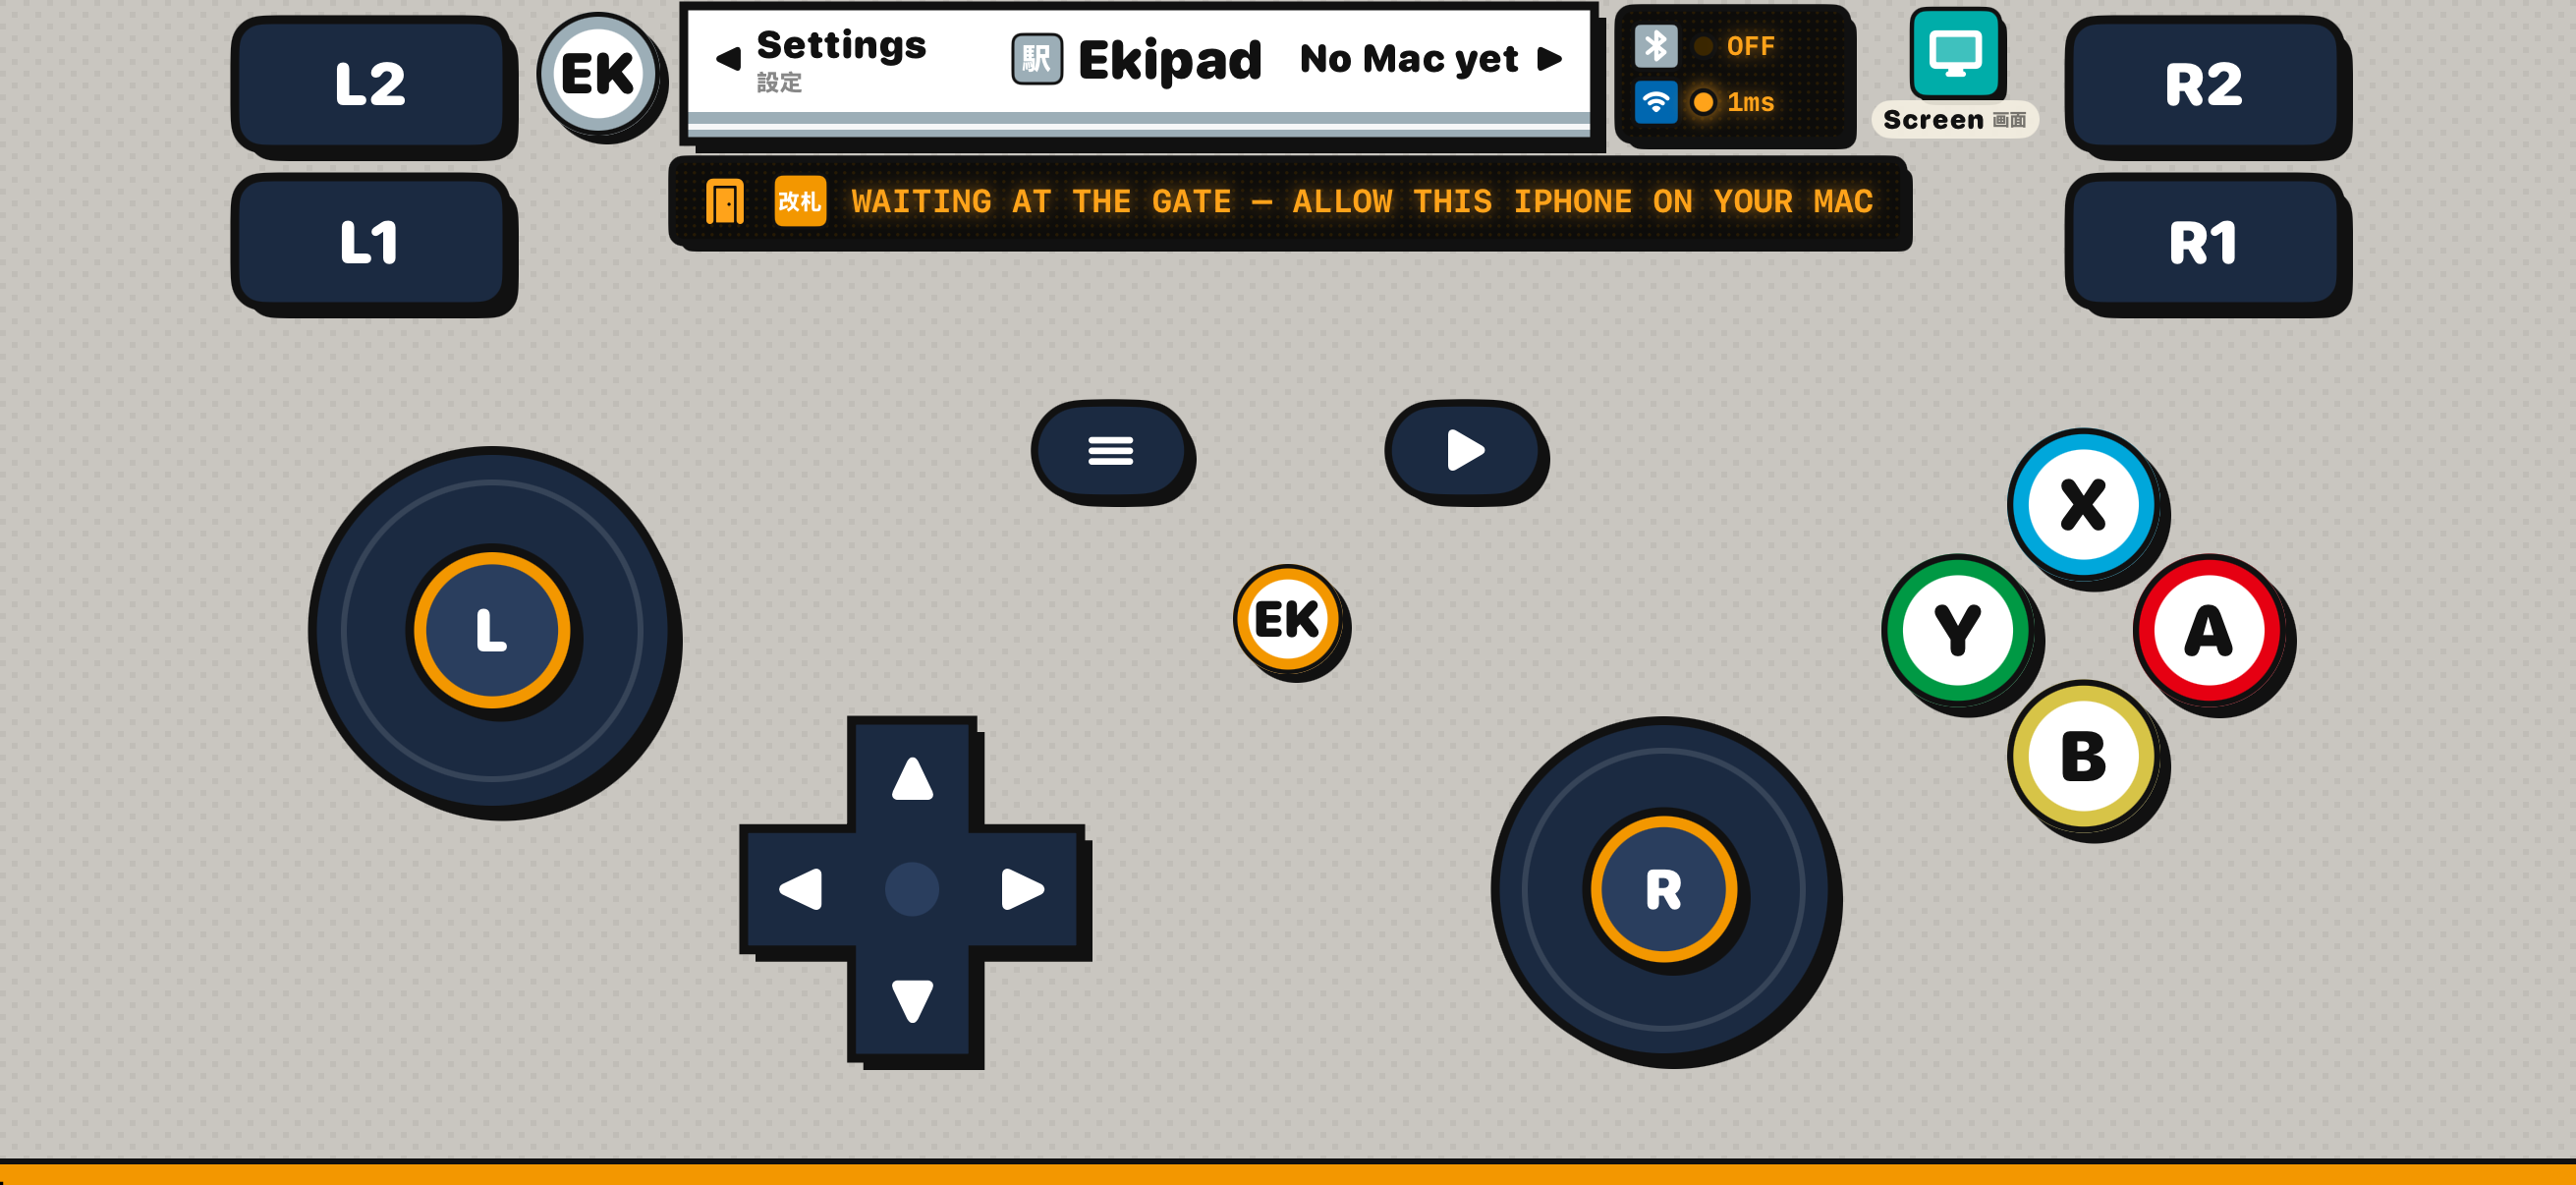 L2
EK
Settings
設定
駅 Ekipad
No Mac yet
OFF
1ms
Screen 画面
R2
L1
改札 WAITING AT THE GATE — ALLOW THIS IPHONE ON YOUR MAC
R1
X
L
EK
Y
A
B
R